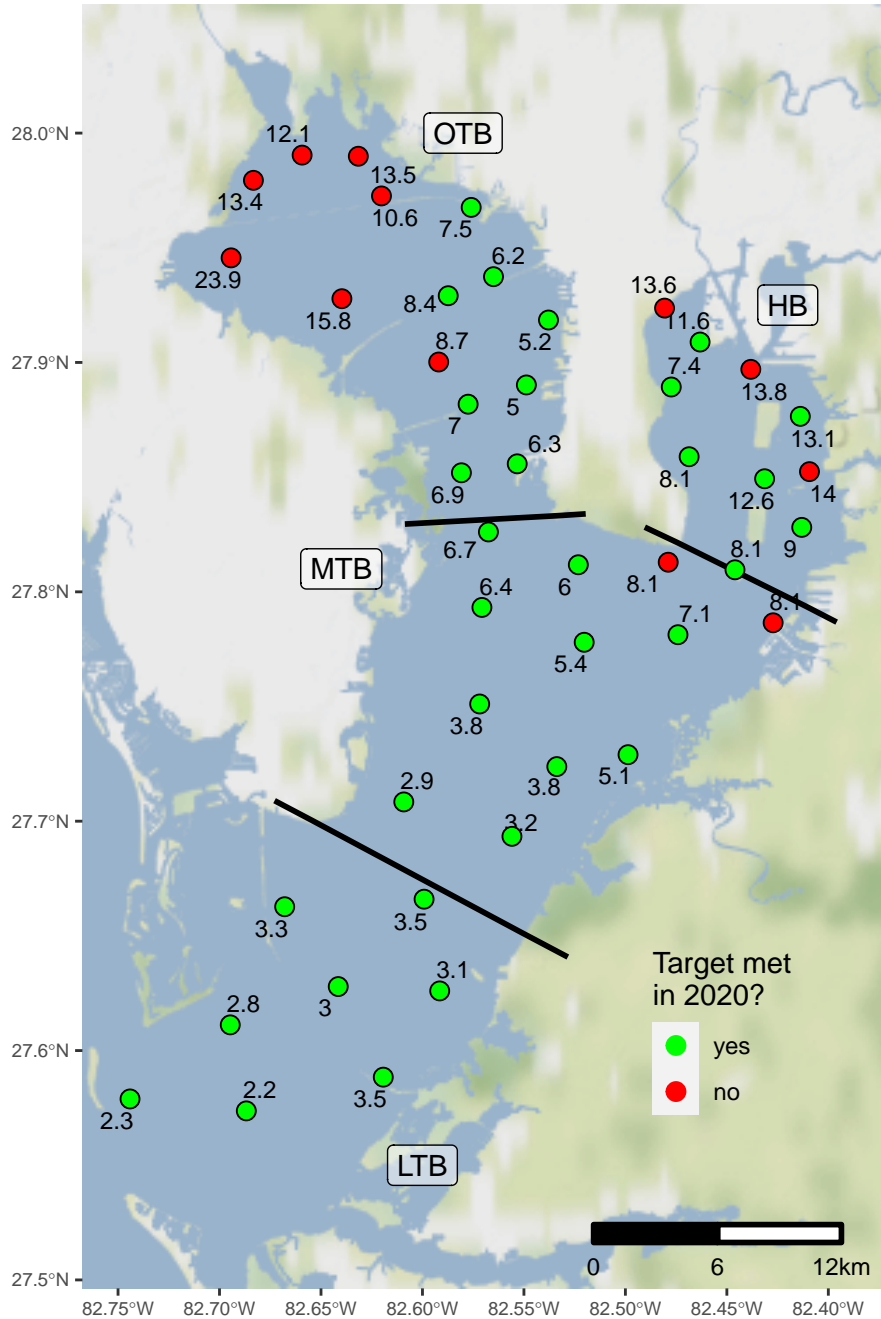 OTB
28.0°N
12.1
13.5
13.4
10.6
7.5
6.2
23.9
8.4
15.8
5.2
13.6
HB
11.6
27.9°N
8.7
7.4
13.8
5
7
13.1
6.3
6.9
8.1
12.6
14
6.7
9
MTB
6
8.1
8.1
27.8°N
6.4
8.1
7.1
5.4
3.8
2.9
3.8
5.1
27.7°N
3.2
3.3
3.5
3.1
3
Target met
in 2020?
2.8
27.6°N
yes
no
2.3
2.2
3.5
LTB
0 6 12km
27.5°N
82.75°W 82.70°W 82.65°W 82.60°W 82.55°W 82.50°W 82.45°W 82.40°W